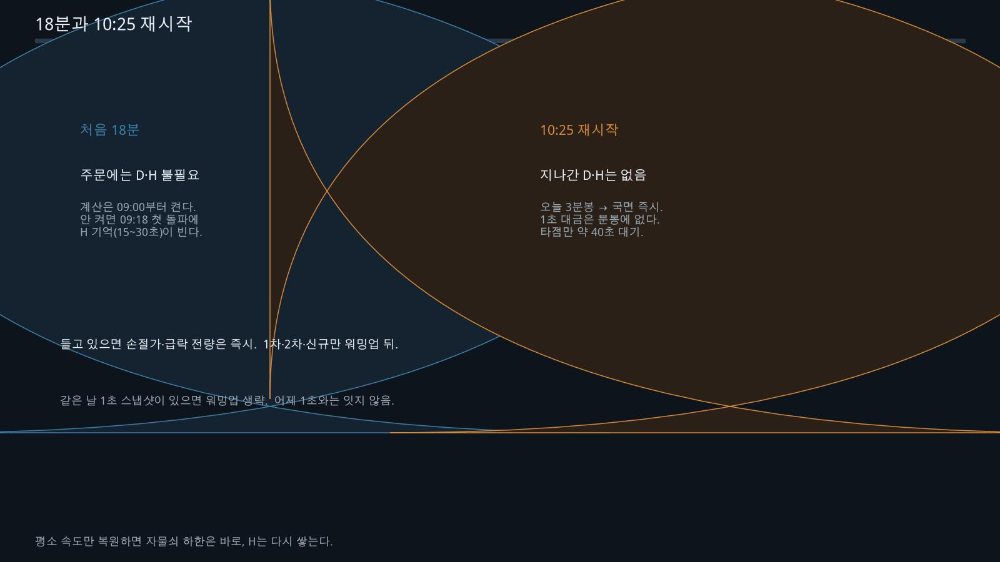 18분과 10:25 재시작
처음 18분
주문에는 D·H 불필요
계산은 09:00부터 켠다.
안 켜면 09:18 첫 돌파에
H 기억(15~30초)이 빈다.
10:25 재시작
지나간 D·H는 없음
오늘 3분봉 → 국면 즉시.
1초 대금은 분봉에 없다.
타점만 약 40초 대기.
들고 있으면 손절가·급락 전량은 즉시. 1차·2차·신규만 워밍업 뒤.
같은 날 1초 스냅샷이 있으면 워밍업 생략. 어제 1초와는 잇지 않음.
평소 속도만 복원하면 자물쇠 하한은 바로, H는 다시 쌓는다.